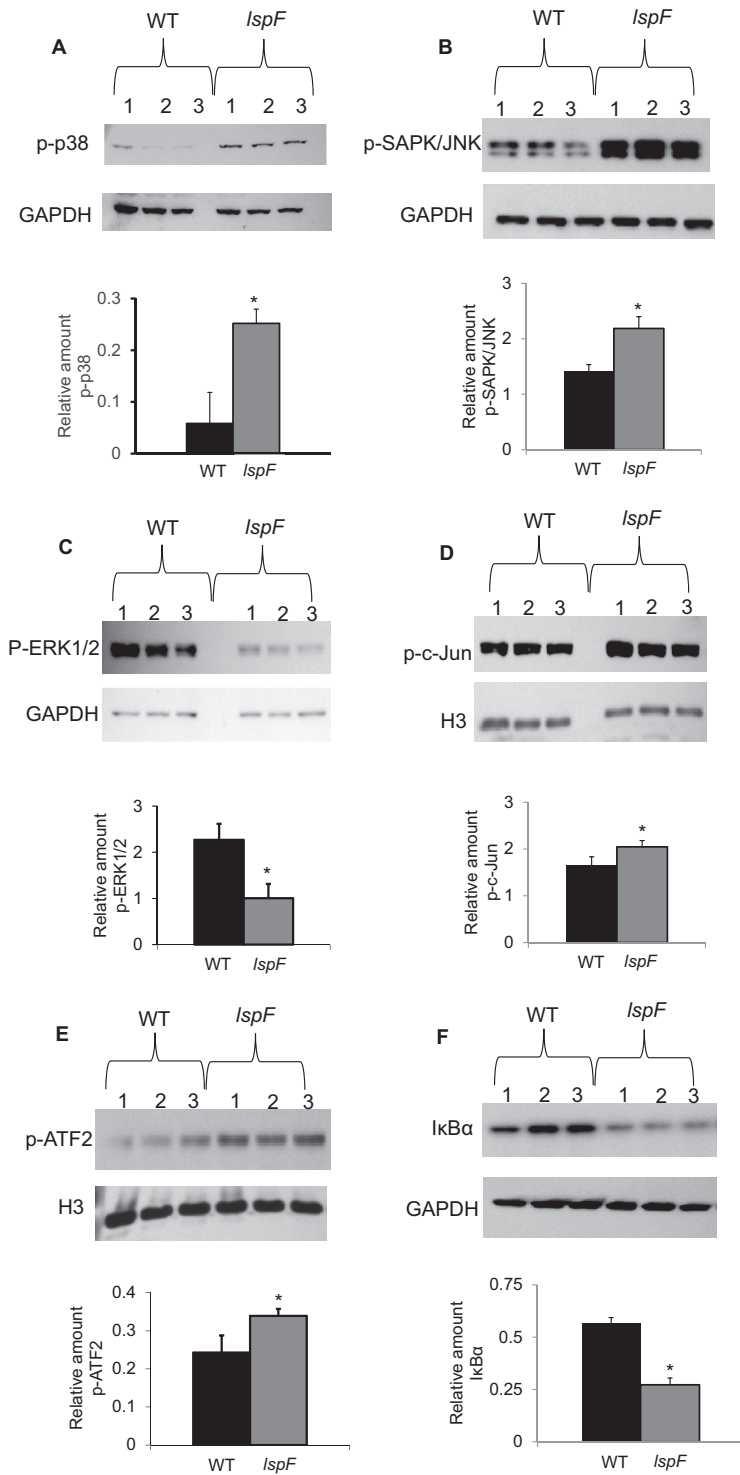 A
WT
lspF
1 2 3 1 2 3
p-p38
GAPDH
Relative amount
p-p38
0.3
0.2
0.1
0
*
WT lspF
B
WT
lspF
1 2 3 1 2 3
p-SAPK/JNK
GAPDH
Relative amount
p-SAPK/JNK
3
2
1
0
*
WT lspF
C
WT
lspF
1 2 3 1 2 3
P-ERK1/2
GAPDH
Relative amount
p-ERK1/2
3
2
1
0
*
WT lspF
D
WT
lspF
1 2 3 1 2 3
p-c-Jun
H3
Relative amount
p-c-Jun
3
2
1
0
*
WT lspF
E
WT
lspF
1 2 3 1 2 3
p-ATF2
H3
Relative amount
p-ATF2
0.4
0.3
0.2
0.1
0
*
WT lspF
F
WT
lspF
1 2 3 1 2 3
IκBα
GAPDH
Relative amount
IκBα
0.75
0.5
0.25
0
*
WT lspF